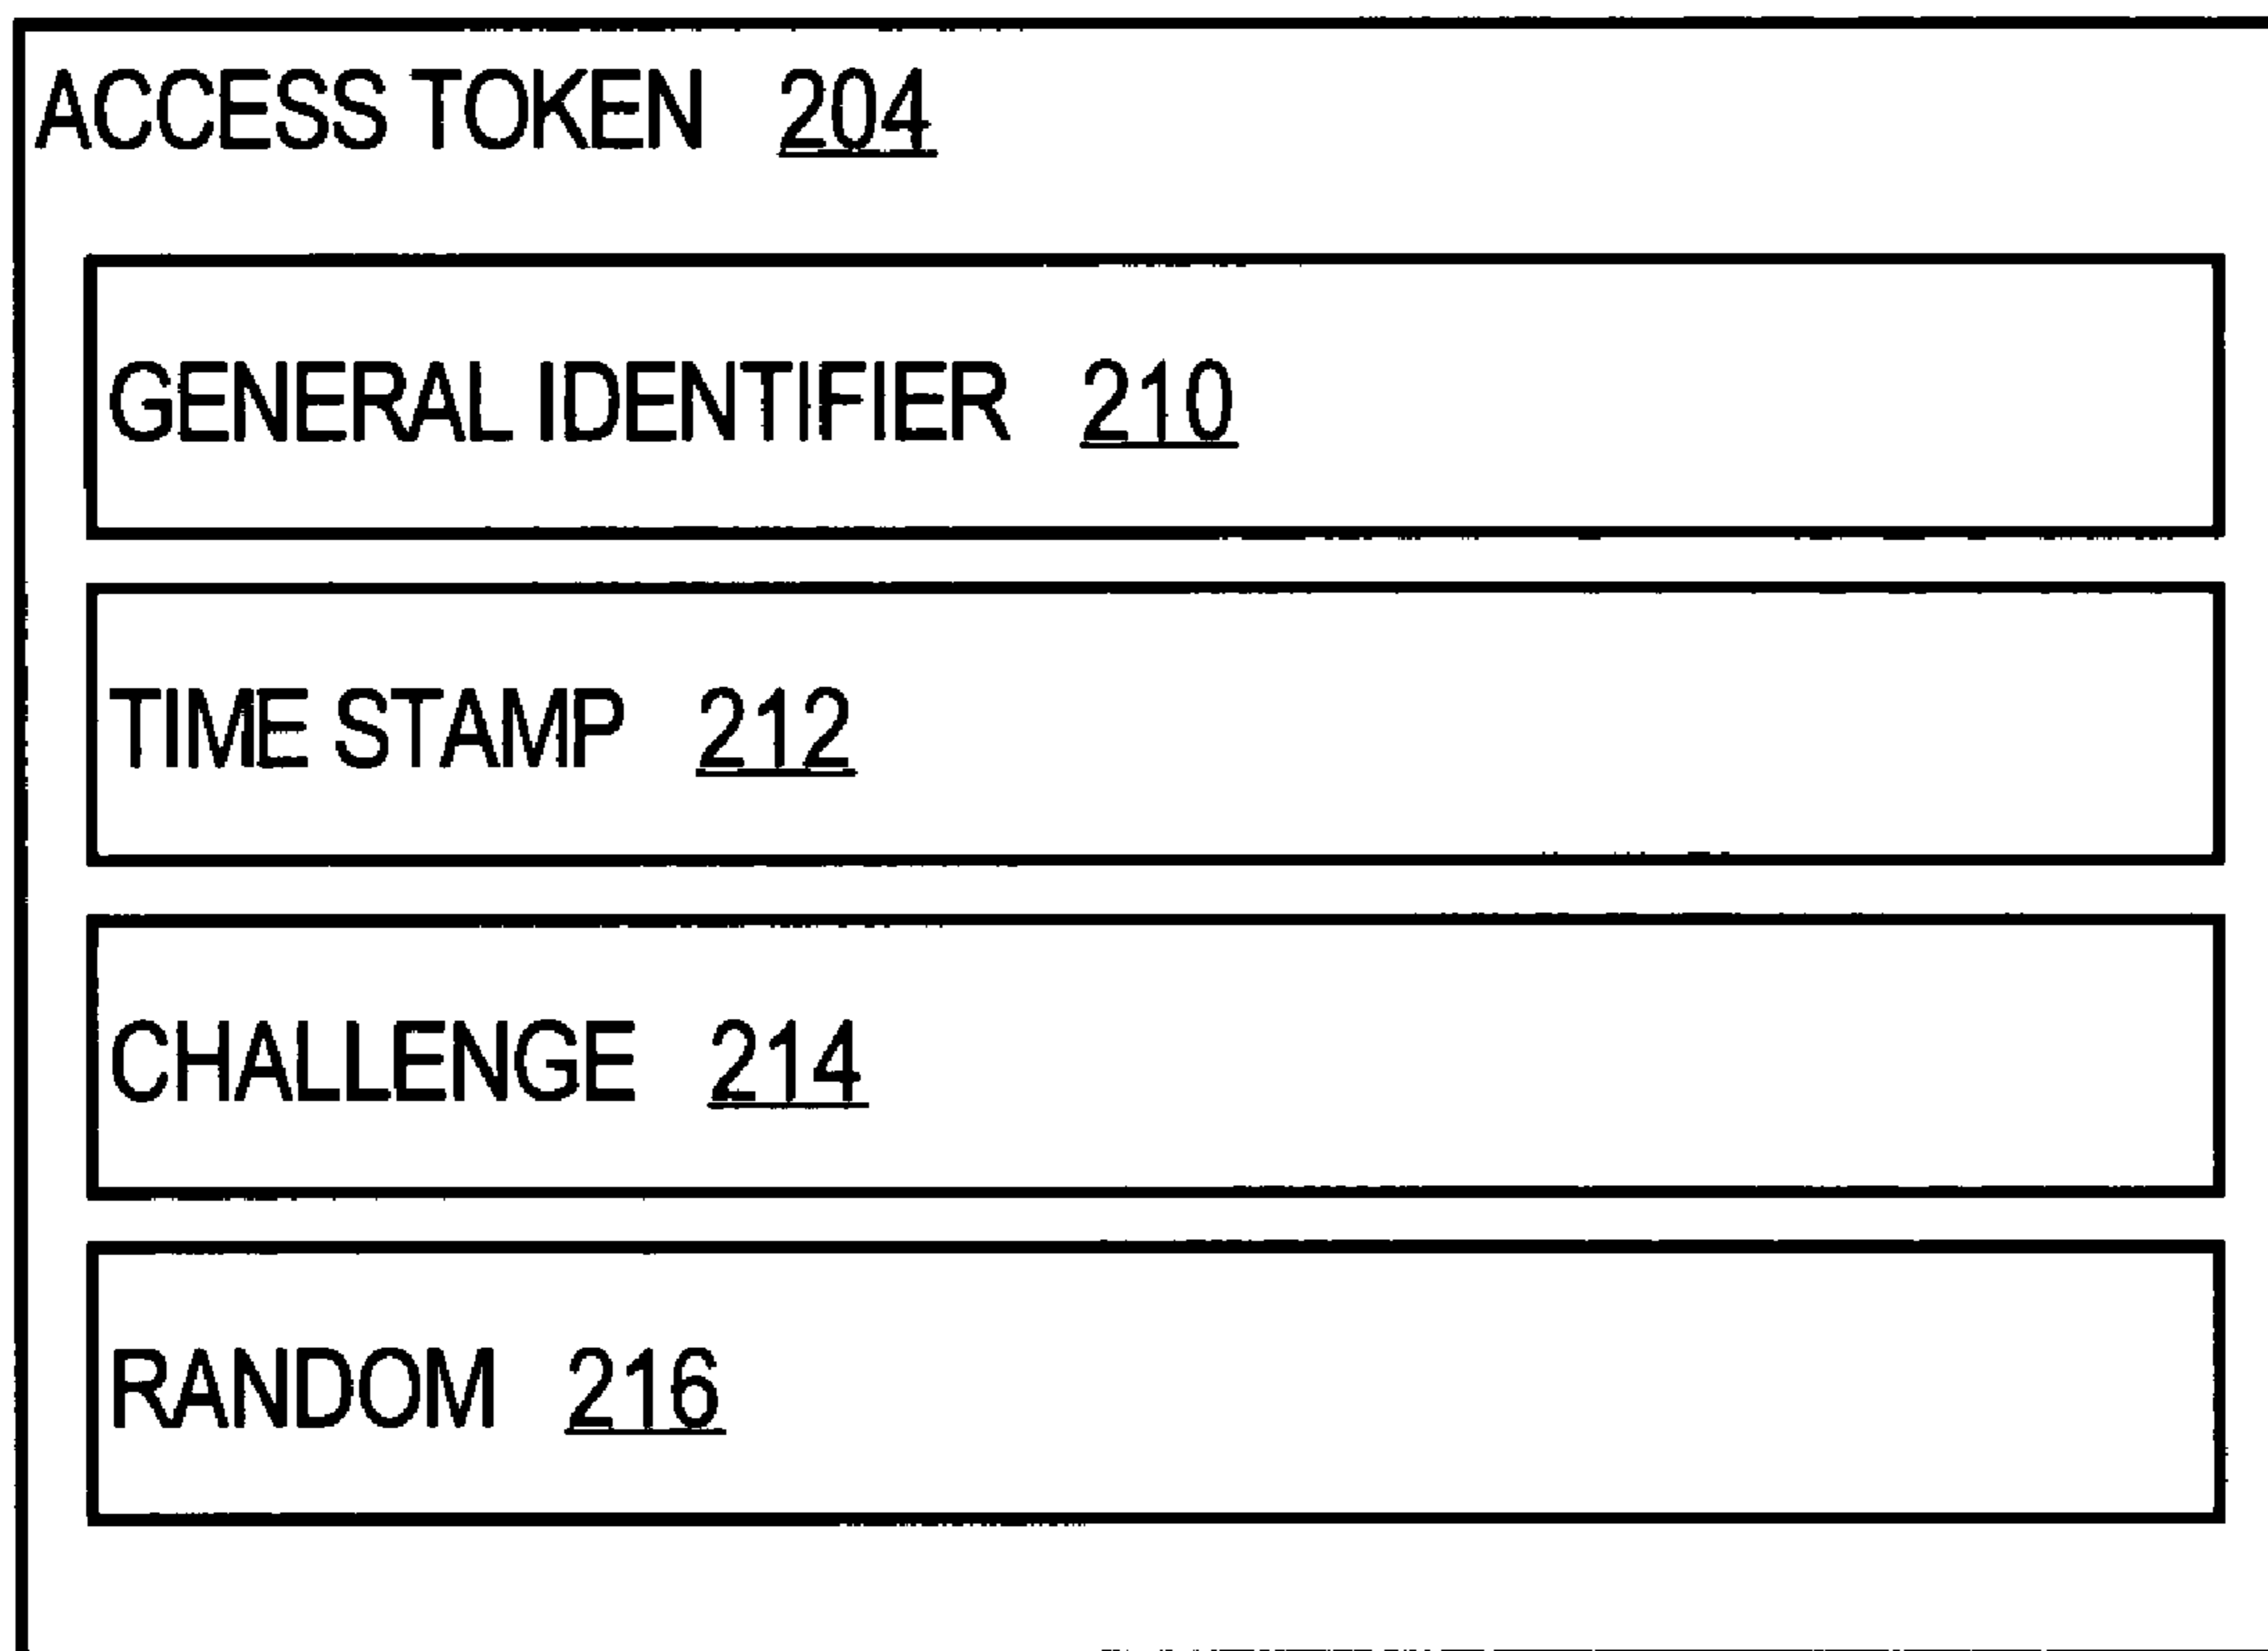 ACCESS TOKEN 204
GENERAL IDENTIFIER 210
TIME STAMP 212
CHALLENGE 214
RANDOM 216